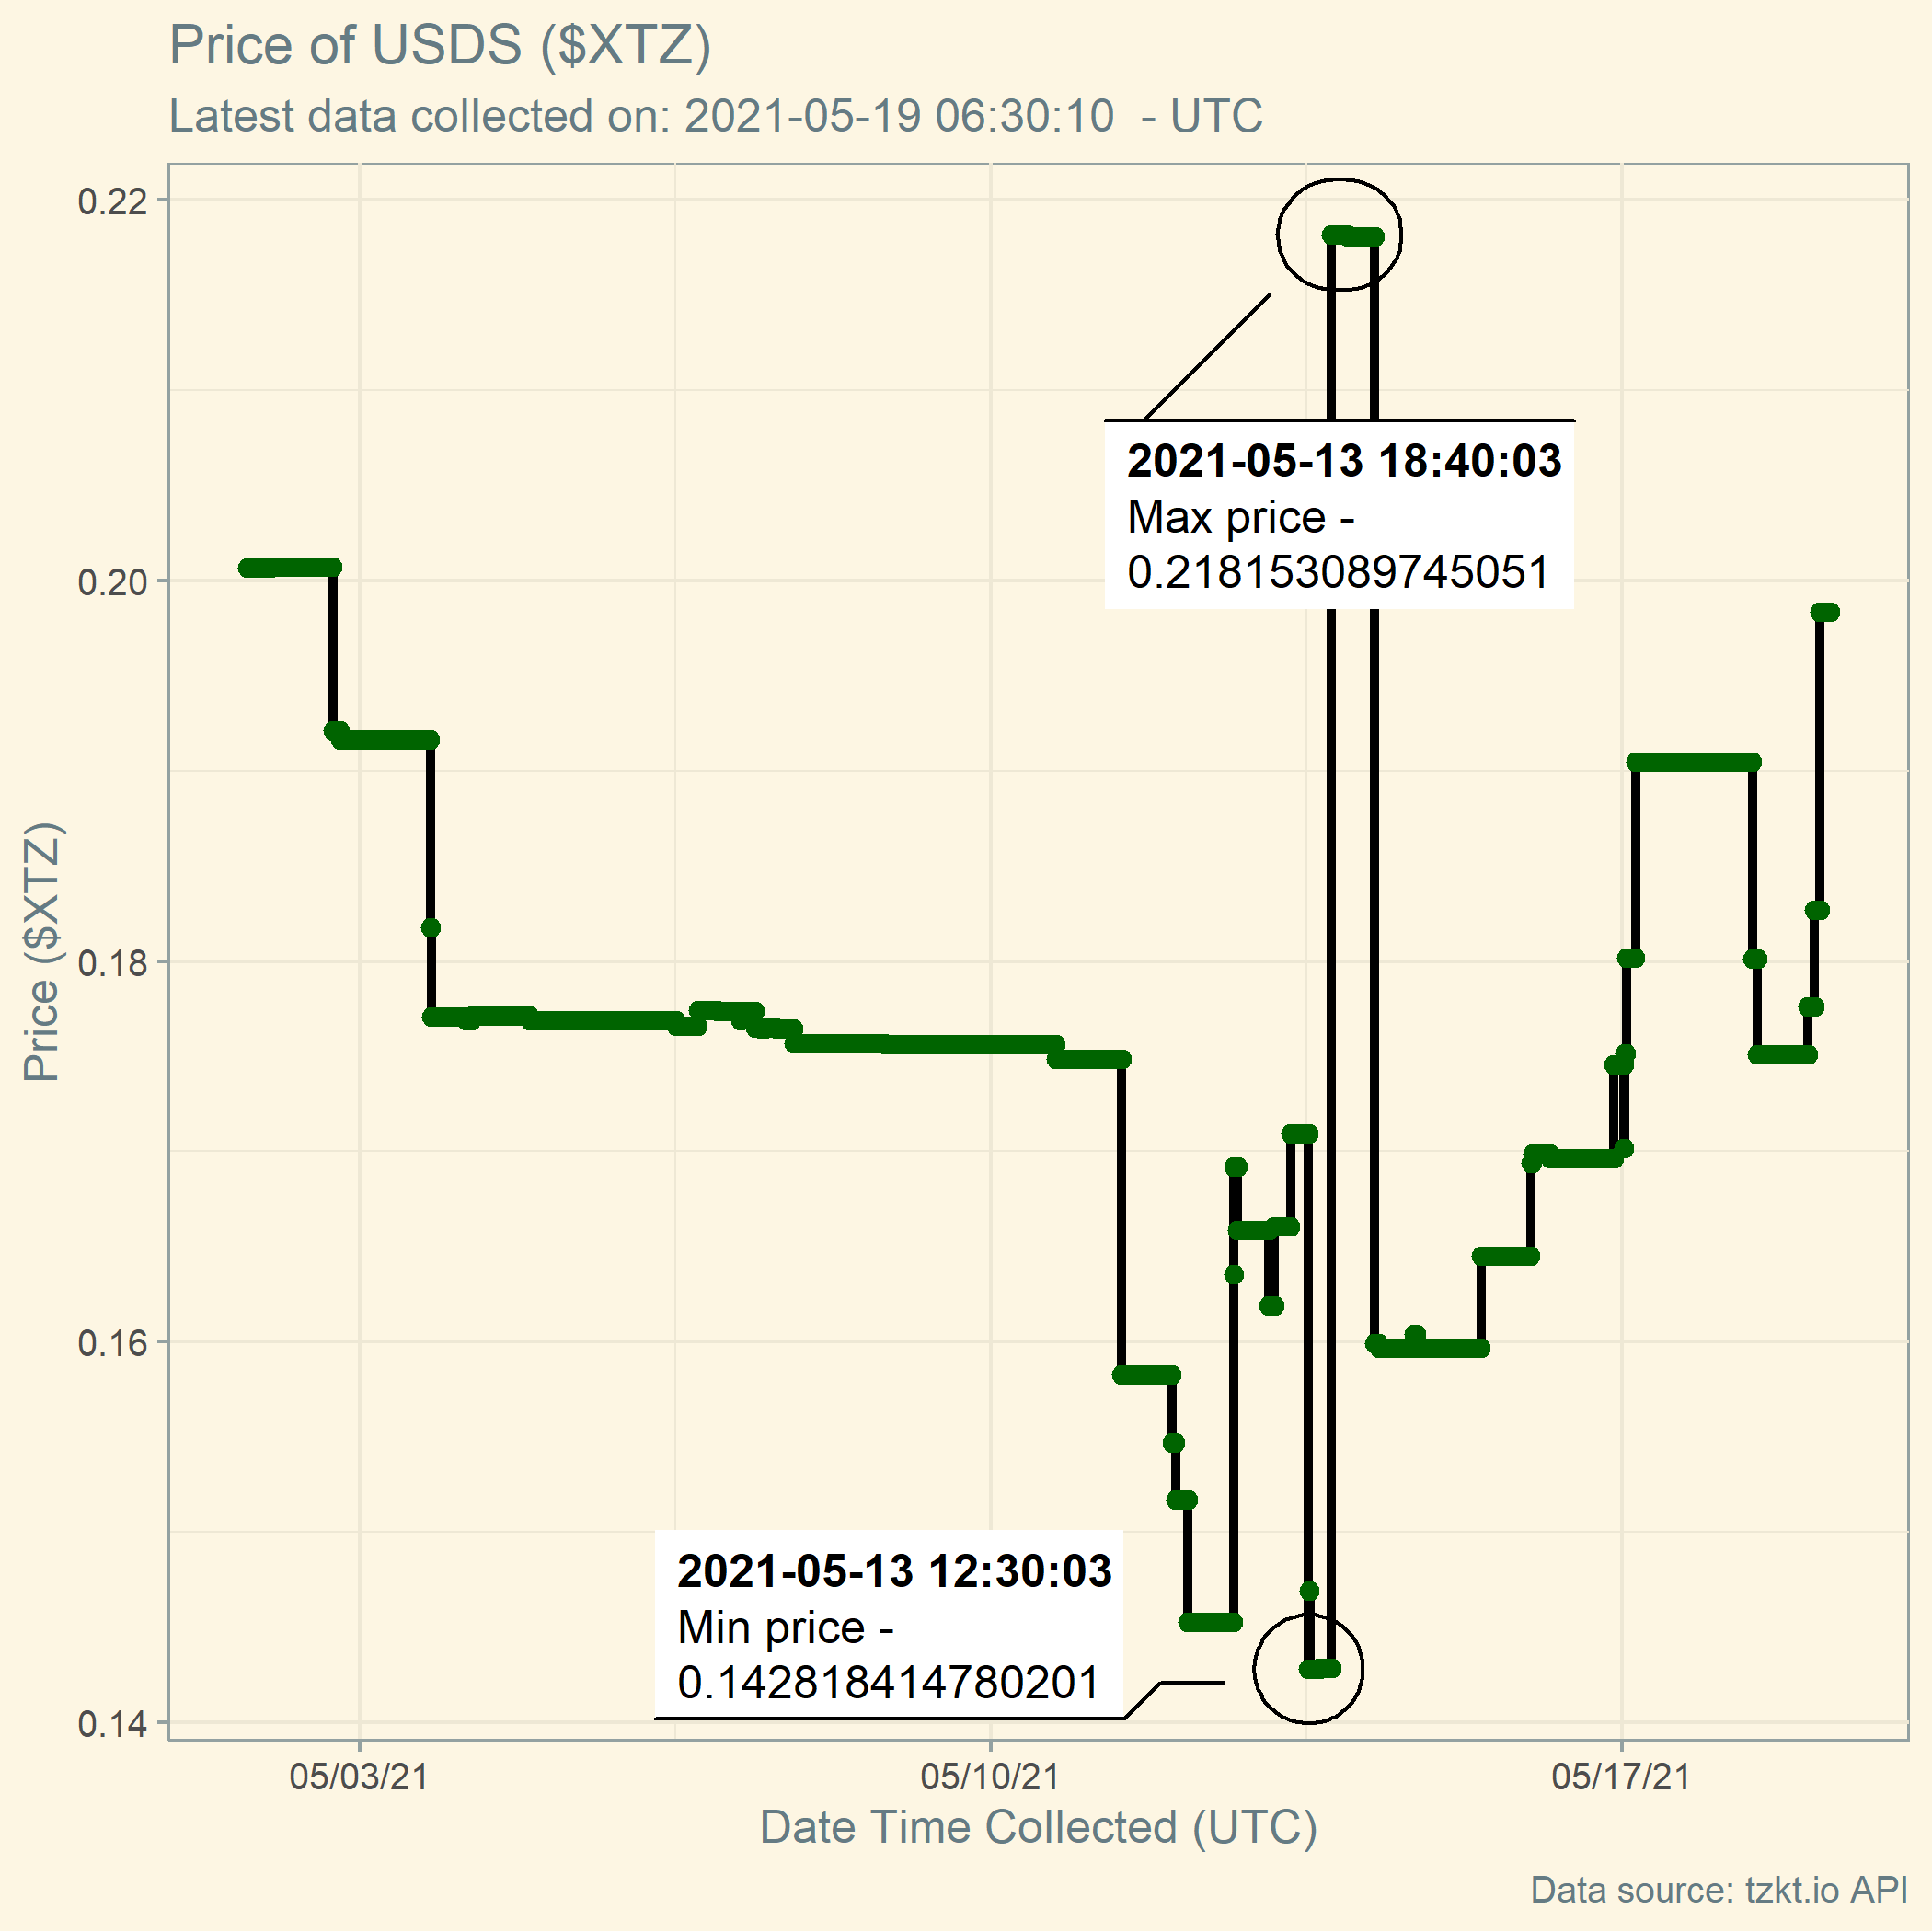 Price of USDS ($XTZ)
Latest data collected on: 2021-05-19 06:30:10  - UTC
0.22
0.20
0.18
0.16
0.14
Price ($XTZ)
2021-05-13 18:40:03
Max price -
0.218153089745051
2021-05-13 12:30:03
Min price -
0.142818414780201
05/03/21
05/10/21
05/17/21
Date Time Collected (UTC)
Data source: tzkt.io API